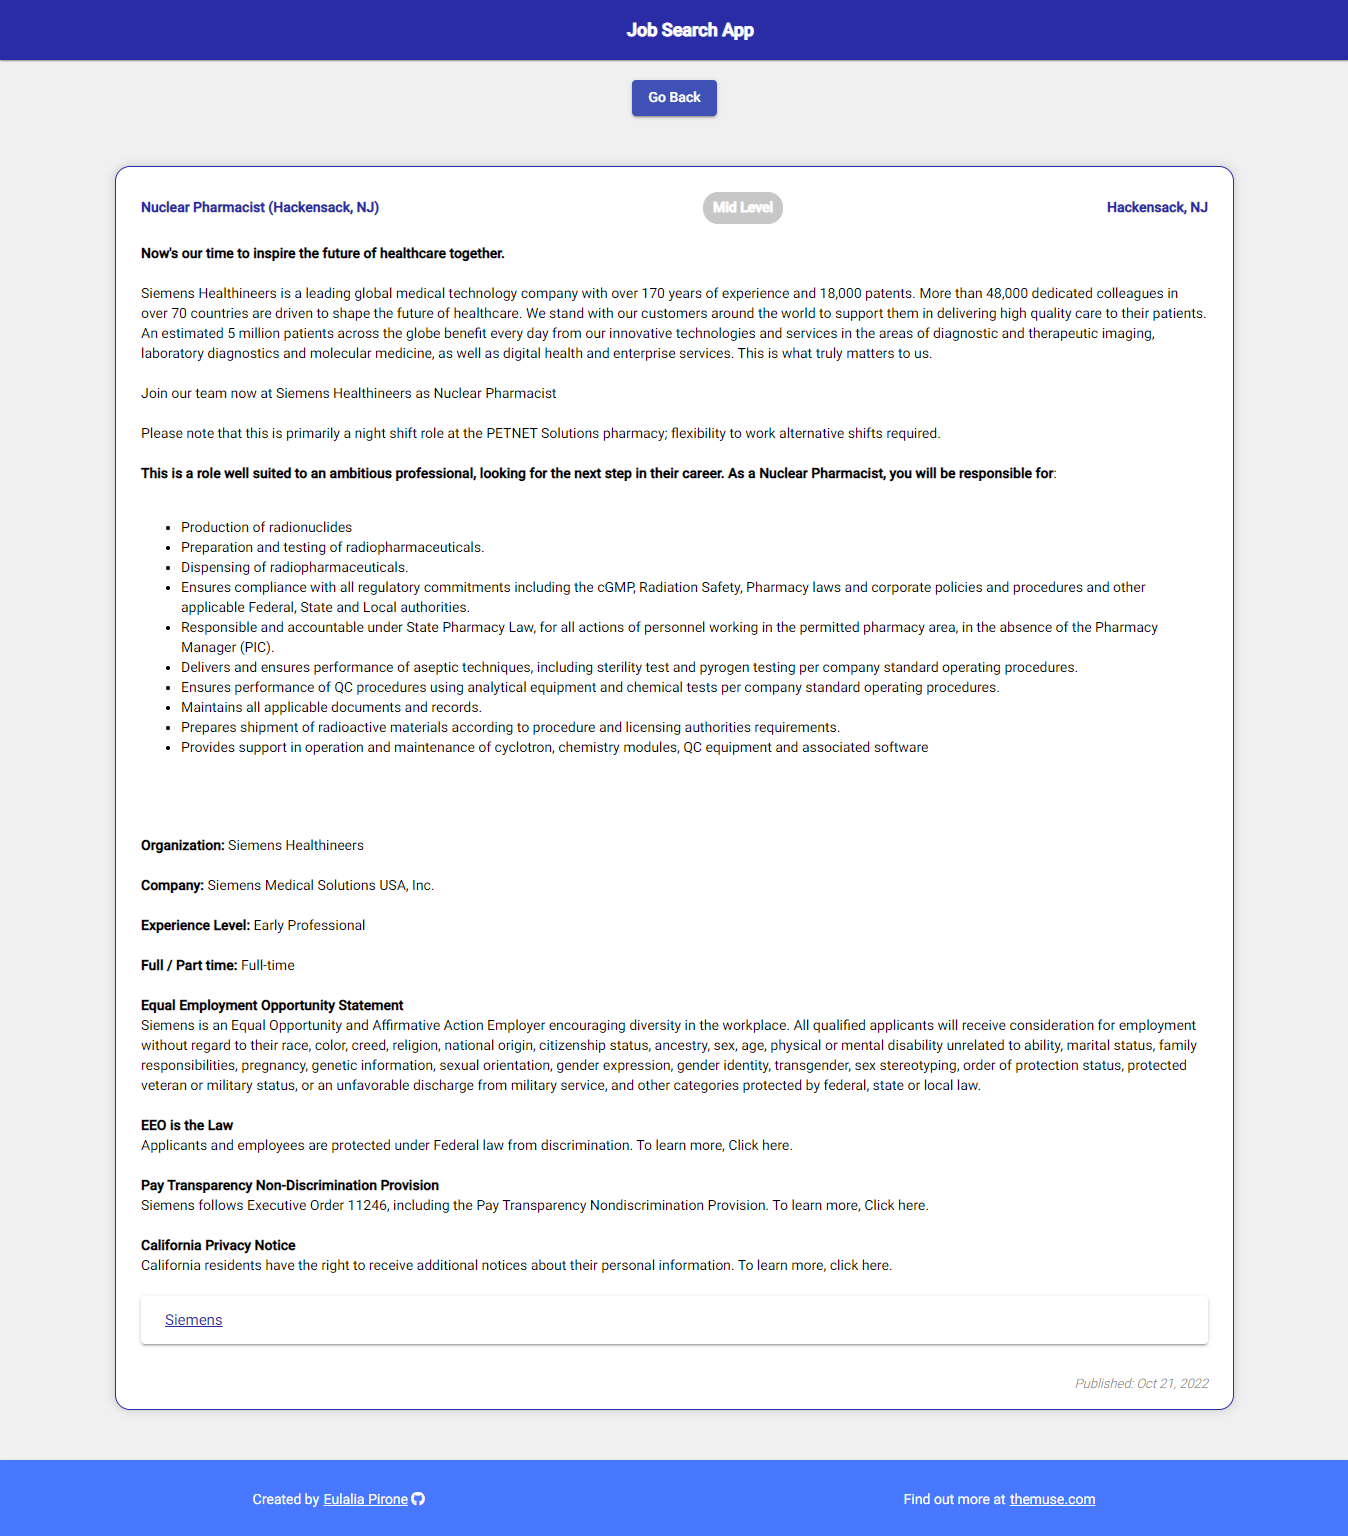 Job Search App
Go Back
Nuclear Pharmacist (Hackensack, NJ)
Mid Level
Hackensack, NJ
Now's our time to inspire the future of healthcare together.
Siemens Healthineers is a leading global medical technology company with over 170 years of experience and 18,000 patents. More than 48,000 dedicated colleagues in
over 70 countries are driven to shape the future of healthcare. We stand with our customers around the world to support them in delivering high quality care to their patients.
An estimated 5 million patients across the globe benefit every day from our innovative technologies and services in the areas of diagnostic and therapeutic imaging,
laboratory diagnostics and molecular medicine, as well as digital health and enterprise services. This is what truly matters to us.
Join our team now at Siemens Healthineers as Nuclear Pharmacist
Please note that this is primarily a night shift role at the PETNET Solutions pharmacy; flexibility to work alternative shifts required.
This is a role well suited to an ambitious professional, looking for the next step in their career. As a Nuclear Pharmacist, you will be responsible for:
• Production of radionuclides
• Preparation and testing of radiopharmaceuticals.
• Dispensing of radiopharmaceuticals.
• Ensures compliance with all regulatory commitments including the cGMP, Radiation Safety, Pharmacy laws and corporate policies and procedures and other
applicable Federal, State and Local authorities.
• Responsible and accountable under State Pharmacy Law, for all actions of personnel working in the permitted pharmacy area, in the absence of the Pharmacy
Manager (PIC).
• Delivers and ensures performance of aseptic techniques, including sterility test and pyrogen testing per company standard operating procedures.
• Ensures performance of QC procedures using analytical equipment and chemical tests per company standard operating procedures.
• Maintains all applicable documents and records.
• Prepares shipment of radioactive materials according to procedure and licensing authorities requirements.
• Provides support in operation and maintenance of cyclotron, chemistry modules, QC equipment and associated software
Organization: Siemens Healthineers
Company: Siemens Medical Solutions USA, Inc.
Experience Level: Early Professional
Full / Part time: Full-time
Equal Employment Opportunity Statement
Siemens is an Equal Opportunity and Affirmative Action Employer encouraging diversity in the workplace. All qualified applicants will receive consideration for employment
without regard to their race, color, creed, religion, national origin, citizenship status, ancestry, sex, age, physical or mental disability unrelated to ability, marital status, family
responsibilities, pregnancy, genetic information, sexual orientation, gender expression, gender identity, transgender, sex stereotyping, order of protection status, protected
veteran or military status, or an unfavorable discharge from military service, and other categories protected by federal, state or local law.
EEO is the Law
Applicants and employees are protected under Federal law from discrimination. To learn more, Click here.
Pay Transparency Non-Discrimination Provision
Siemens follows Executive Order 11246, including the Pay Transparency Nondiscrimination Provision. To learn more, Click here.
California Privacy Notice
California residents have the right to receive additional notices about their personal information. To learn more, click here.
Siemens
Published: Oct 21, 2022
Created by Eulalia Pirone
Find out more at themuse.com